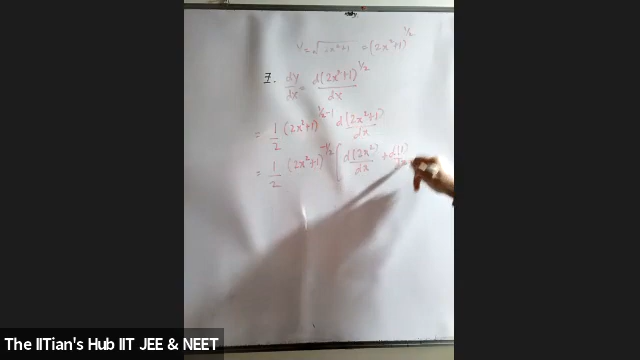 y = √2x²+1 = (2x²+1)^1/2
7. dy/dx = d(2x²+1)^1/2/dx
= 1/2 (2x²+1)^1/2-1 d(2x²+1)/dx
= 1/2 (2x²+1)^-1/2 [d(2x²)/dx + d(1)/dx
The IITian's Hub IIT JEE & NEET